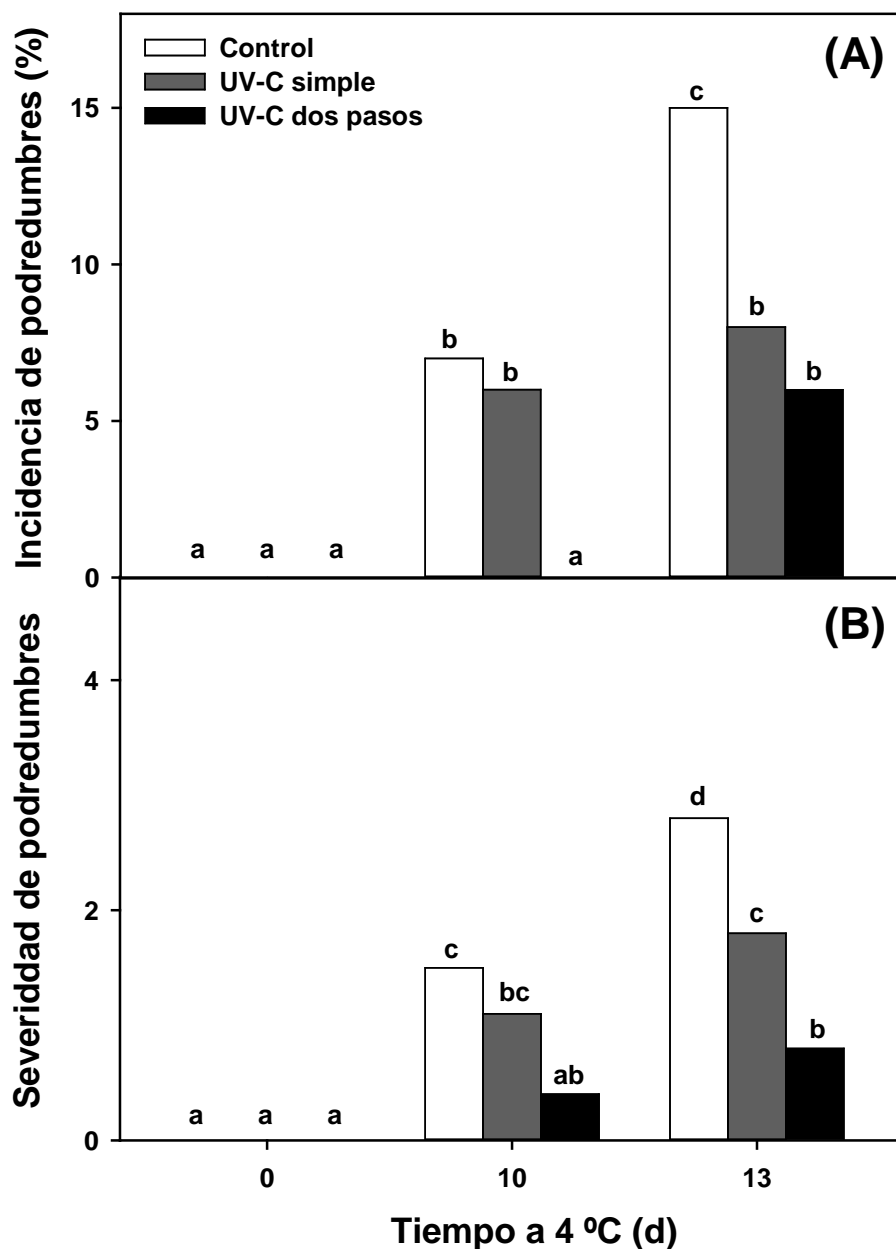 Incidencia de podredumbres (%)
(A)
Control
UV-C simple
UV-C dos pasos
15
10
5
0
c
b
b
b
b
a
a
a
a
Severiddad de podredumbres
(B)
4
2
0
d
c
c
bc
b
ab
a
a
a
0
10
13
Tiempo a 4 ºC (d)